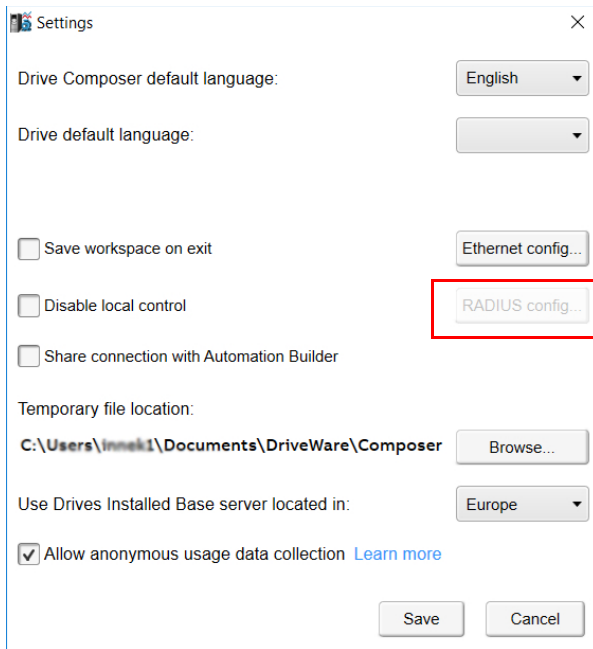 Settings
Drive Composer default language:
English
Drive default language:
Save workspace on exit
Ethernet config...
Disable local control
RADIUS config...
Share connection with Automation Builder
Temporary file location:
C:\Users\ \Documents\DriveWare\Composer
Browse...
Use Drives Installed Base server located in:
Europe
Allow anonymous usage data collection Learn more
Save
Cancel